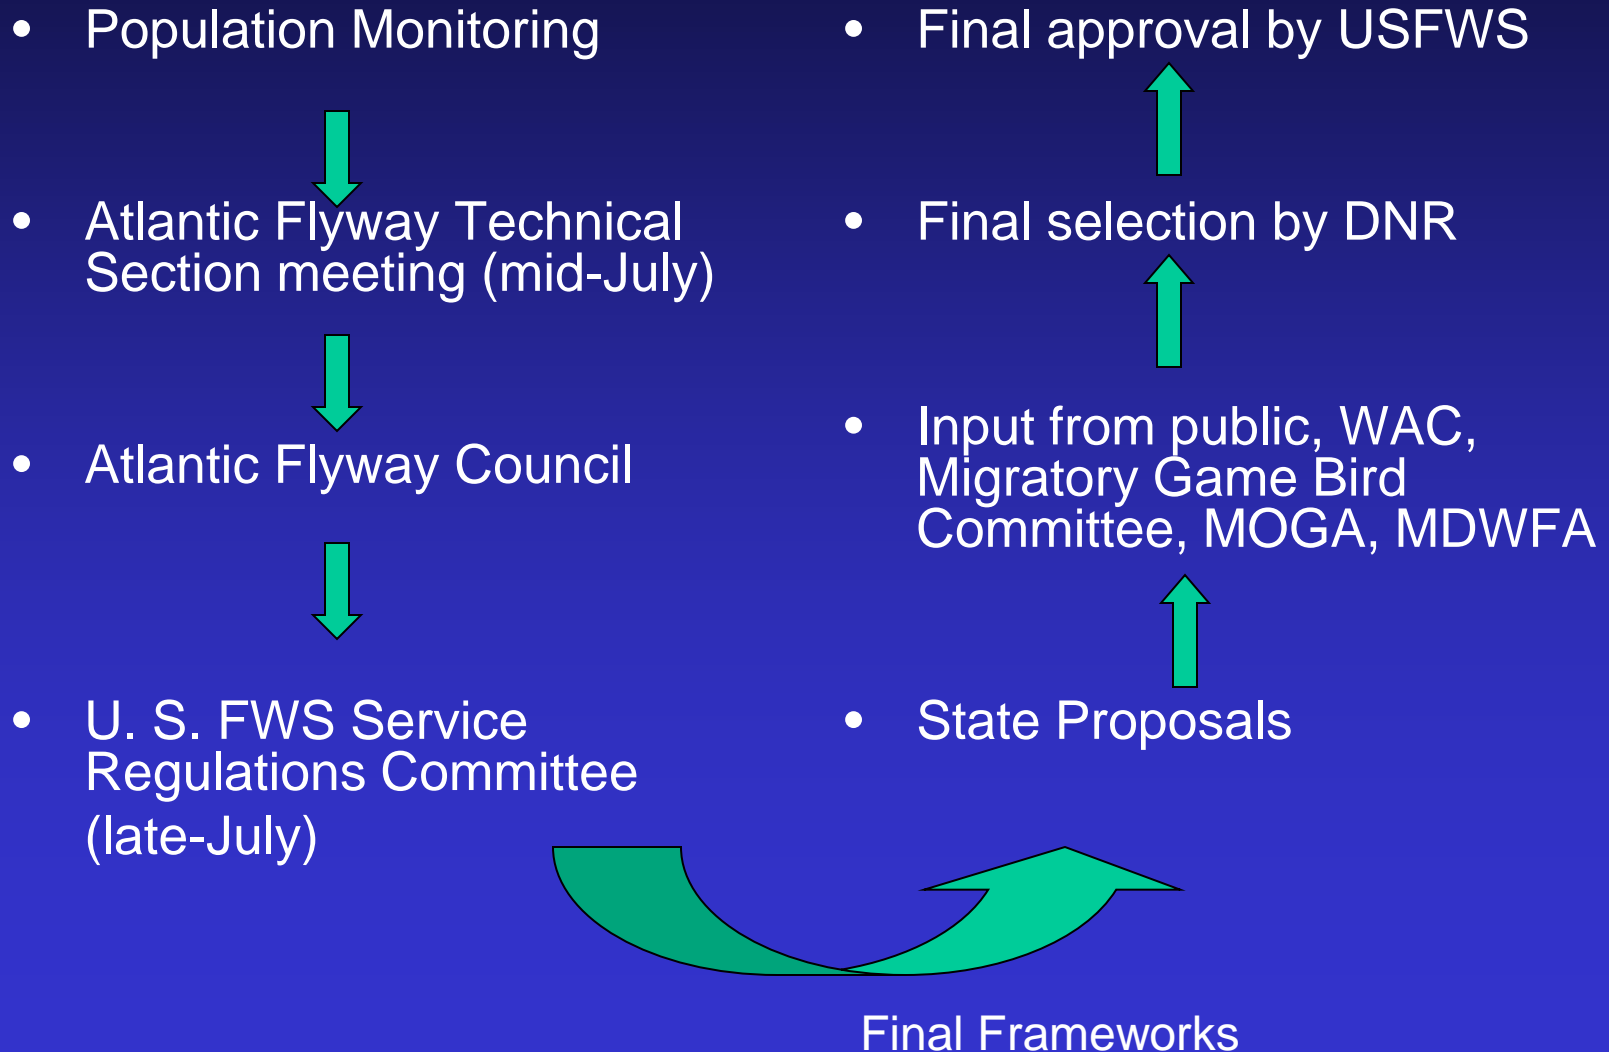 • Population Monitoring
• Atlantic Flyway Technical
Section meeting (mid-July)
• Atlantic Flyway Council
• U. S. FWS Service
Regulations Committee
(late-July)
• Final approval by USFWS
• Final selection by DNR
• Input from public, WAC,
Migratory Game Bird
Committee, MOGA, MDWFA
• State Proposals
Final Frameworks